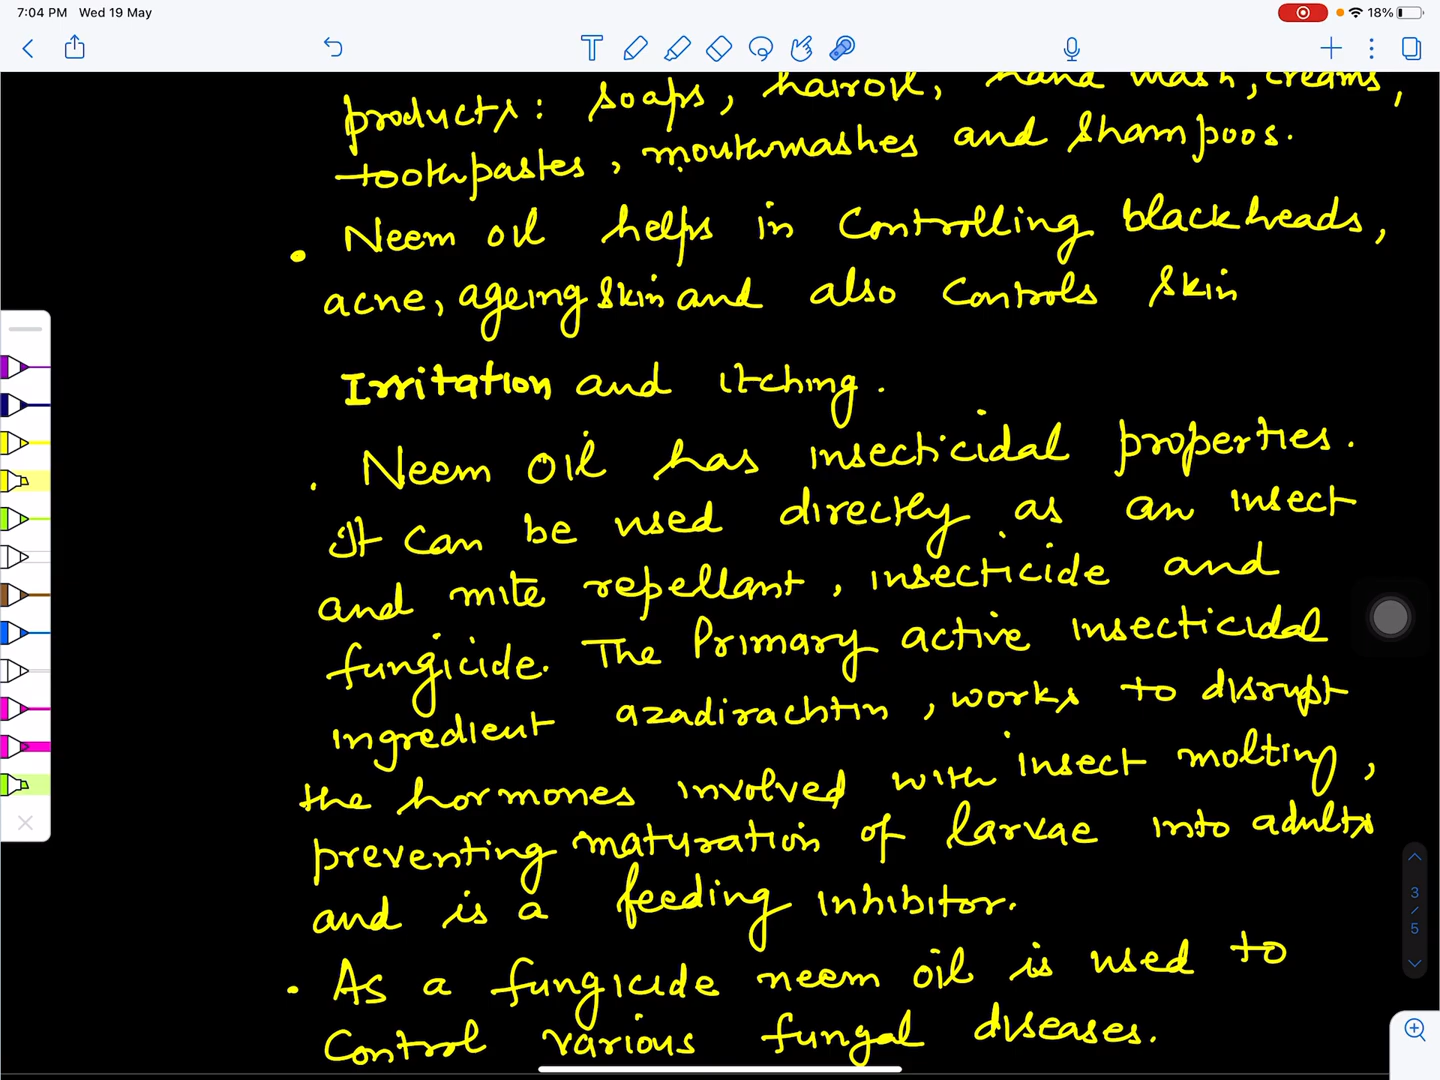 7:04 PM Wed 19 May
18%
products: soaps, hairoil, hand wash, creams,
toothpastes, mouthwashes and shampoos.
• Neem oil helps in controlling blackheads,
acne, ageing skin and also controls skin
Irritation and itching.
. Neem oil has insecticidal properties.
It can be used directly as an insect
and mite repellant, insecticide and
fungicide. The Primary active insecticidal
ingredient azadirachtin, works to disrupt
the hormones involved with insect molting,
preventing maturation of larvae into adults
and is a feeding inhibitor.
• As a fungicide neem oil is used to
control various fungal diseases.
3
/
5